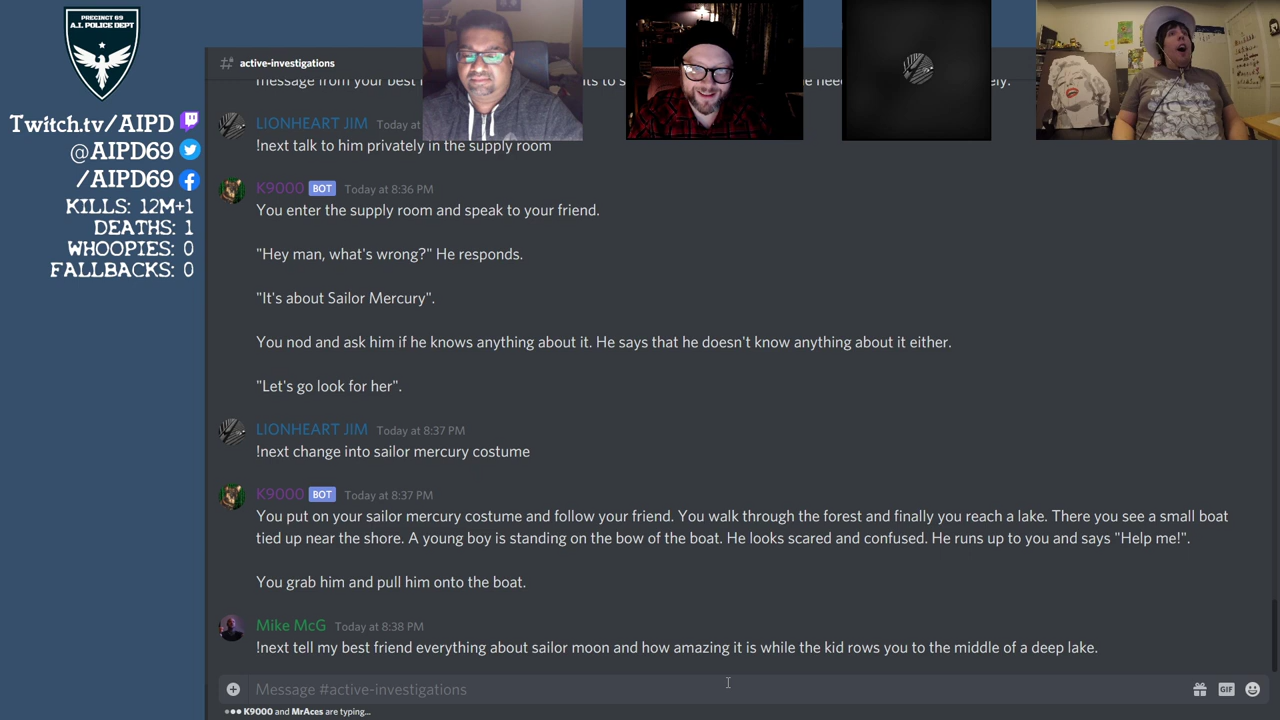 PRECINCT 69
A.I. POLICE DEPT
Twitch.tv/AIPD
@AIPD69
/AIPD69
KILLS: 12M+1
DEATHS: 1
WHOOPIES: 0
FALLBACKS: 0
active-investigations
message from your best
its to s
e nee
ly.
LIONHEART JIM Today at
!next talk to him privately in the supply room
K9000 BOT Today at 8:36 PM
You enter the supply room and speak to your friend.
"Hey man, what's wrong?" He responds.
"It's about Sailor Mercury".
You nod and ask him if he knows anything about it. He says that he doesn't know anything about it either.
"Let's go look for her".
LIONHEART JIM Today at 8:37 PM
!next change into sailor mercury costume
K9000 BOT Today at 8:37 PM
You put on your sailor mercury costume and follow your friend. You walk through the forest and finally you reach a lake. There you see a small boat
tied up near the shore. A young boy is standing on the bow of the boat. He looks scared and confused. He runs up to you and says "Help me!".
You grab him and pull him onto the boat.
Mike McG Today at 8:38 PM
!next tell my best friend everything about sailor moon and how amazing it is while the kid rows you to the middle of a deep lake.
Message #active-investigations
GIF
K9000 and MrAces are typing...